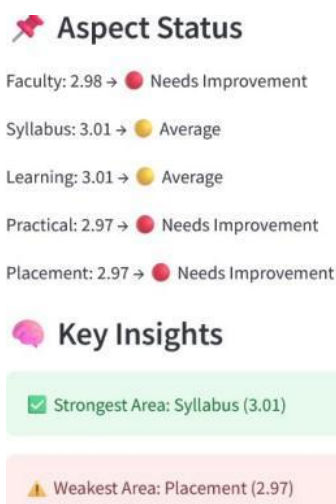 📌 Aspect Status
Faculty: 2.98 → 🔴 Needs Improvement
Syllabus: 3.01 → 🟡 Average
Learning: 3.01 → 🟡 Average
Practical: 2.97 → 🔴 Needs Improvement
Placement: 2.97 → 🔴 Needs Improvement
🧠 Key Insights
✅ Strongest Area: Syllabus (3.01)
⚠️ Weakest Area: Placement (2.97)